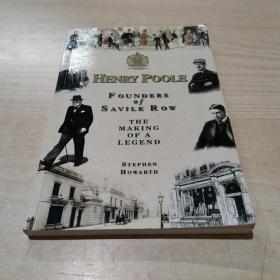 HENRY POOLE
FOUNDERS
of
SAVILE ROW
THE
MAKING
OF A
LEGEND
STEPHEN
HOWARTH